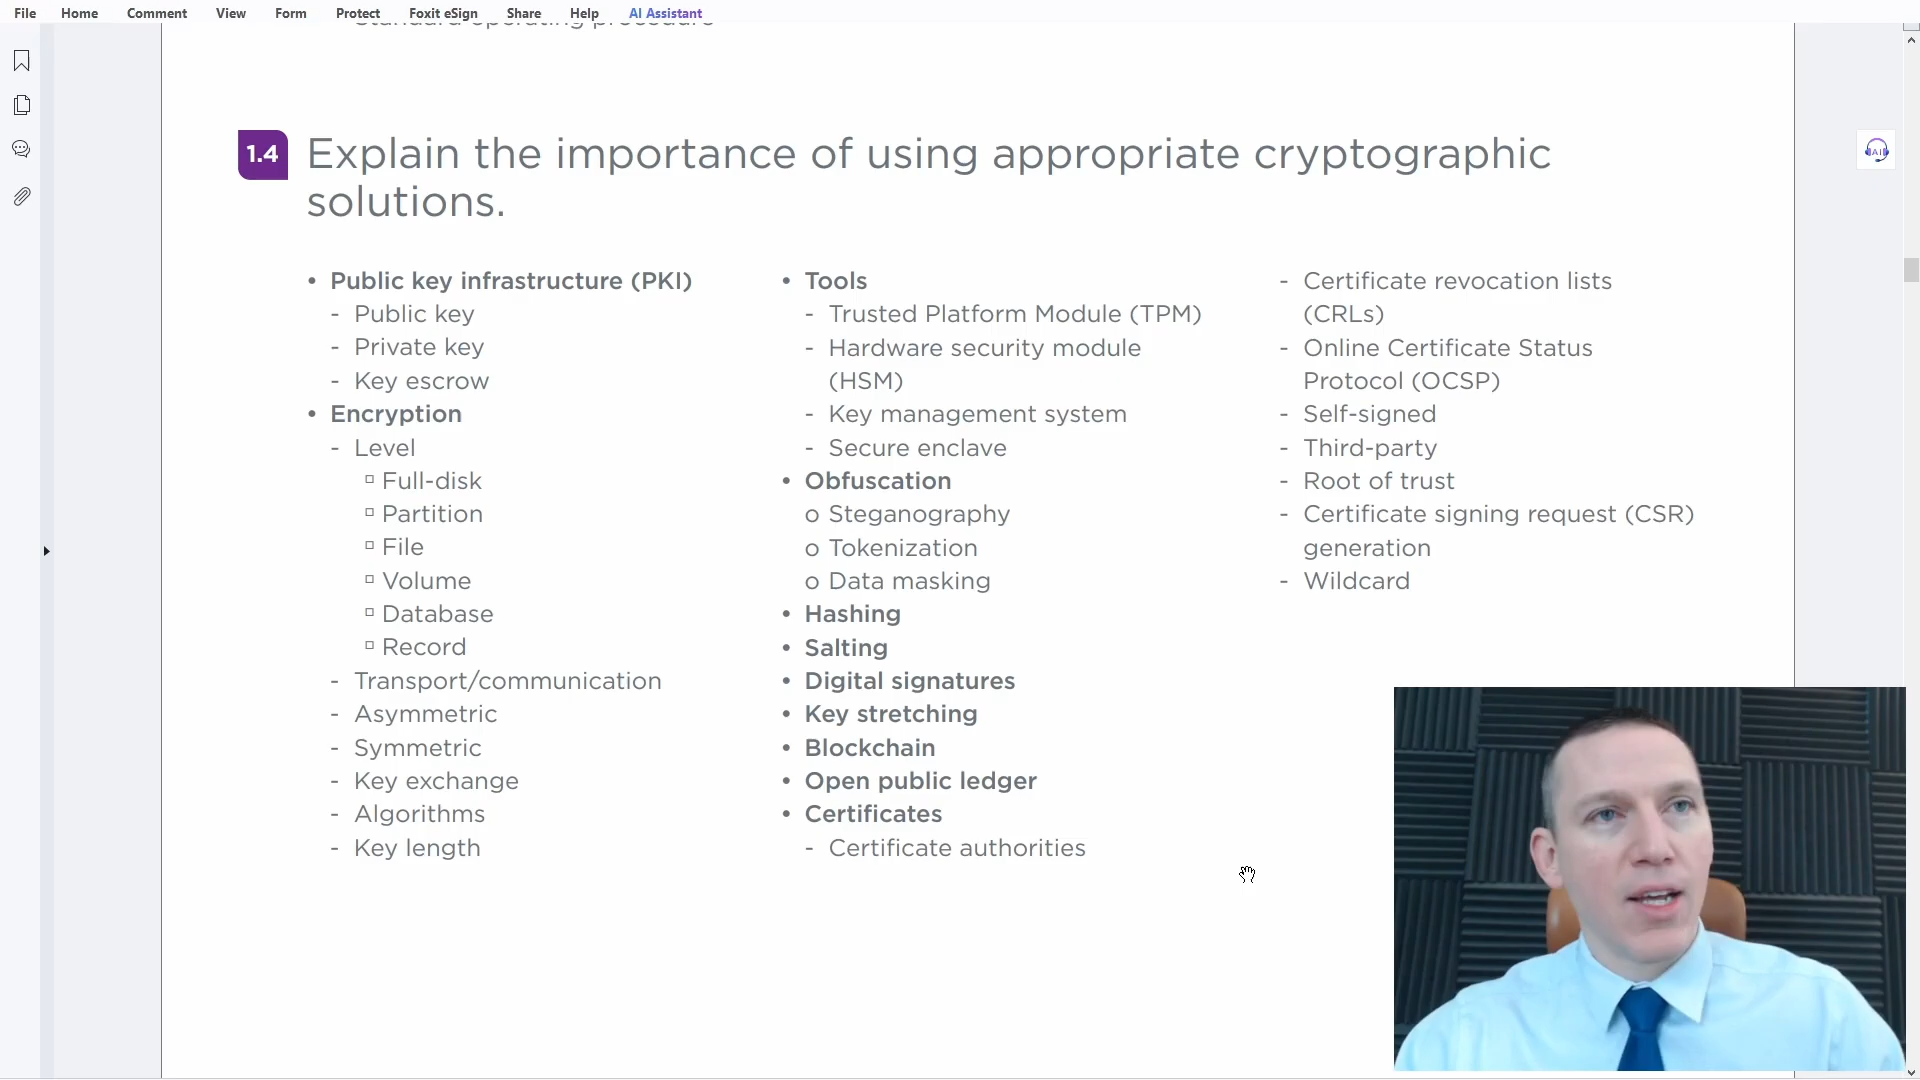 File Home Comment View Form Protect Foxit eSign Share Help AI Assistant
Standard operating procedure
1.4 Explain the importance of using appropriate cryptographic
solutions.
• Public key infrastructure (PKI)
- Public key
- Private key
- Key escrow
• Encryption
- Level
▫ Full-disk
▫ Partition
▫ File
▫ Volume
▫ Database
▫ Record
- Transport/communication
- Asymmetric
- Symmetric
- Key exchange
- Algorithms
- Key length
• Tools
- Trusted Platform Module (TPM)
- Hardware security module
(HSM)
- Key management system
- Secure enclave
• Obfuscation
o Steganography
o Tokenization
o Data masking
• Hashing
• Salting
• Digital signatures
• Key stretching
• Blockchain
• Open public ledger
• Certificates
- Certificate authorities
- Certificate revocation lists
(CRLs)
- Online Certificate Status
Protocol (OCSP)
- Self-signed
- Third-party
- Root of trust
- Certificate signing request (CSR)
generation
- Wildcard
AI